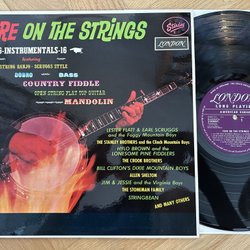 RE ON THE STRINGS
Starday
LONDON
-INSTRUMENTALS-16
featuring
STRING BANJO - SCRUGGS STYLE
DOBRO BASS
COUNTRY FIDDLE
OPEN STRING FLAT TOP GUITAR
MANDOLIN
LESTER FLATT & EARL SCRUGGS
and the Foggy Mountain Boys
THE STANLEY BROTHERS and the Clinch Mountain Boys
HYLO BROWN and the
LONESOME PINE FIDDLERS
THE CROOK BROTHERS
BILL CLIFTON'S DIXIE MOUNTAIN BOYS
ALLEN SHELTON
JIM & JESSIE and the Virginia Boys
THE STONEMAN FAMILY
STRINGBEAN
AND MANY OTHERS
LONDON
LONG PLAYING